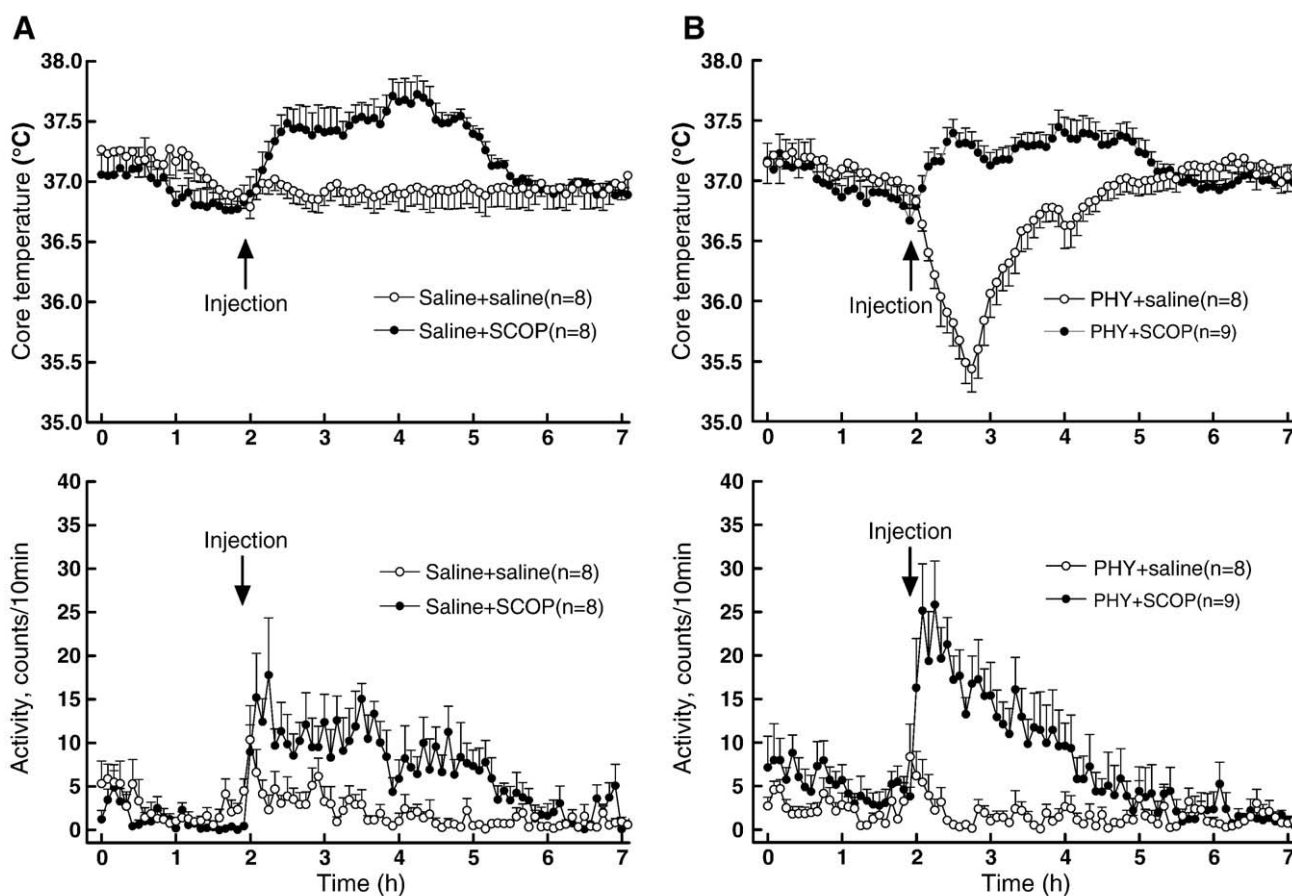 A
Core temperature (°C)
38.0
37.5
37.0
36.5
36.0
35.5
35.0
Injection
Saline+saline(n=8)
Saline+SCOP(n=8)
0 1 2 3 4 5 6 7
B
Core temperature (°C)
38.0
37.5
37.0
36.5
36.0
35.5
35.0
Injection
PHY+saline(n=8)
PHY+SCOP(n=9)
0 1 2 3 4 5 6 7
Activity, counts/10min
40
35
30
25
20
15
10
5
0
Injection
Saline+saline(n=8)
Saline+SCOP(n=8)
0 1 2 3 4 5 6 7
Time (h)
Activity, counts/10min
40
35
30
25
20
15
10
5
0
Injection
PHY+saline(n=8)
PHY+SCOP(n=9)
0 1 2 3 4 5 6 7
Time (h)